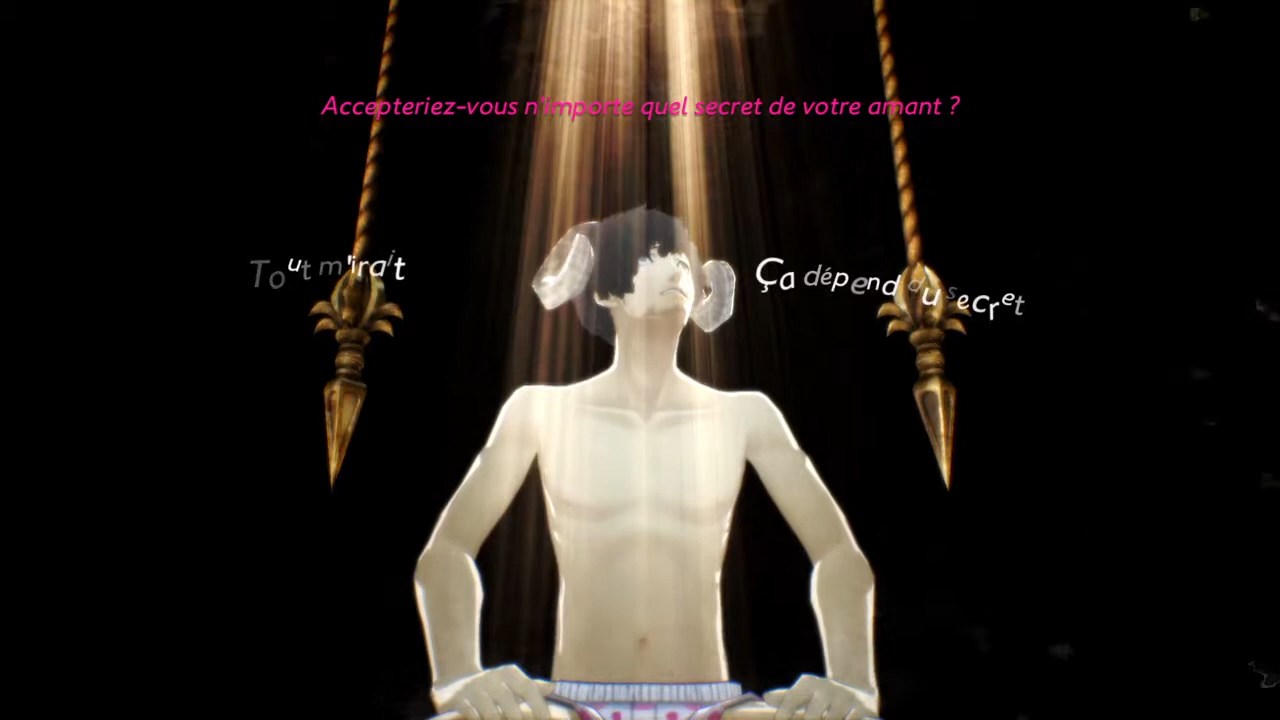 Accepteriez-vous n'importe quel secret de votre amant ?
Tout m'irait
Ça dépend du secret